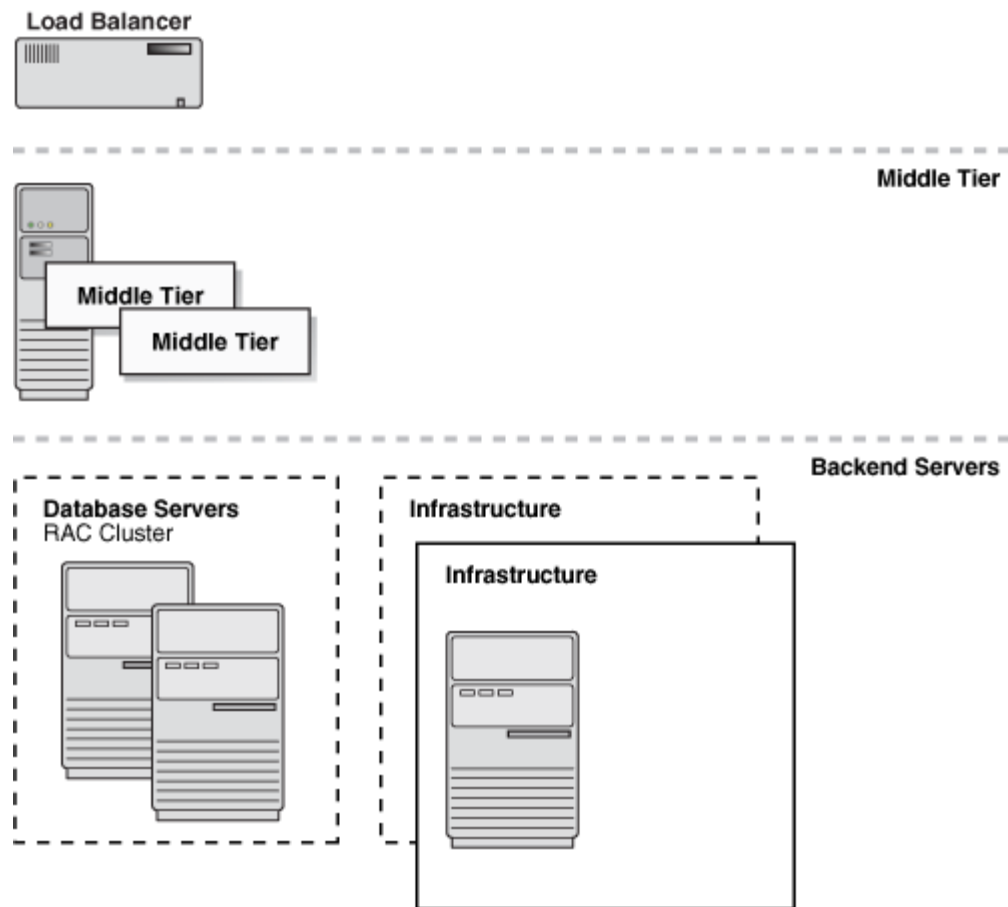 Load Balancer
Middle Tier
Middle Tier
Middle Tier
Backend Servers
Database Servers
RAC Cluster
Infrastructure
Infrastructure